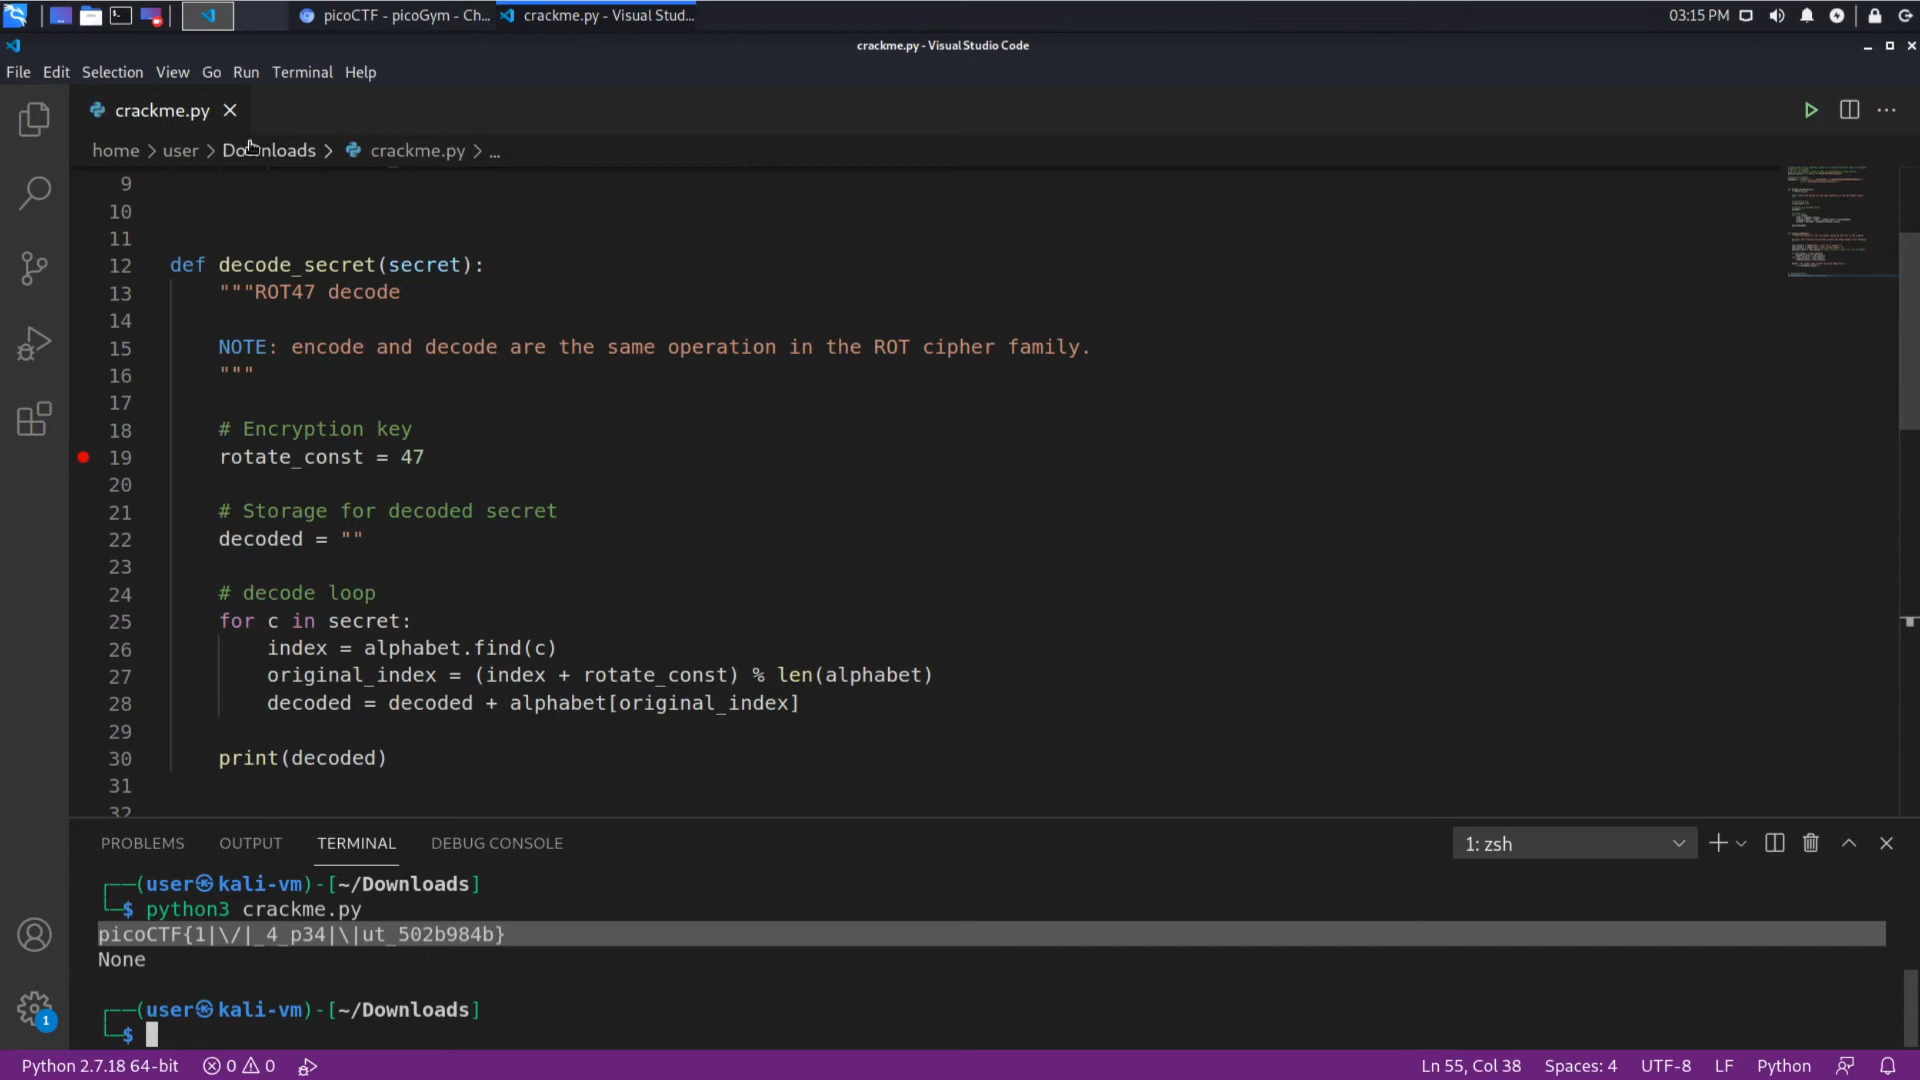 picoCTF - picoGym - Ch...
crackme.py - Visual Stud...
03:15 PM
crackme.py - Visual Studio Code
File Edit Selection View Go Run Terminal Help
crackme.py
home > user > Downloads > crackme.py > ...
9
10
11
12 def decode_secret(secret):
13 """ROT47 decode
14
15 NOTE: encode and decode are the same operation in the ROT cipher family.
16 """
17
18 # Encryption key
19 rotate_const = 47
20
21 # Storage for decoded secret
22 decoded = ""
23
24 # decode loop
25 for c in secret:
26 index = alphabet.find(c)
27 original_index = (index + rotate_const) % len(alphabet)
28 decoded = decoded + alphabet[original_index]
29
30 print(decoded)
31
32
PROBLEMS OUTPUT TERMINAL DEBUG CONSOLE
1: zsh
┌──(user㉿kali-vm)-[~/Downloads]
└─$ python3 crackme.py
picoCTF{1|\/|_4_p34|\|ut_502b984b}
None
┌──(user㉿kali-vm)-[~/Downloads]
└─$
1
Python 2.7.18 64-bit 0 0
Ln 55, Col 38 Spaces: 4 UTF-8 LF Python